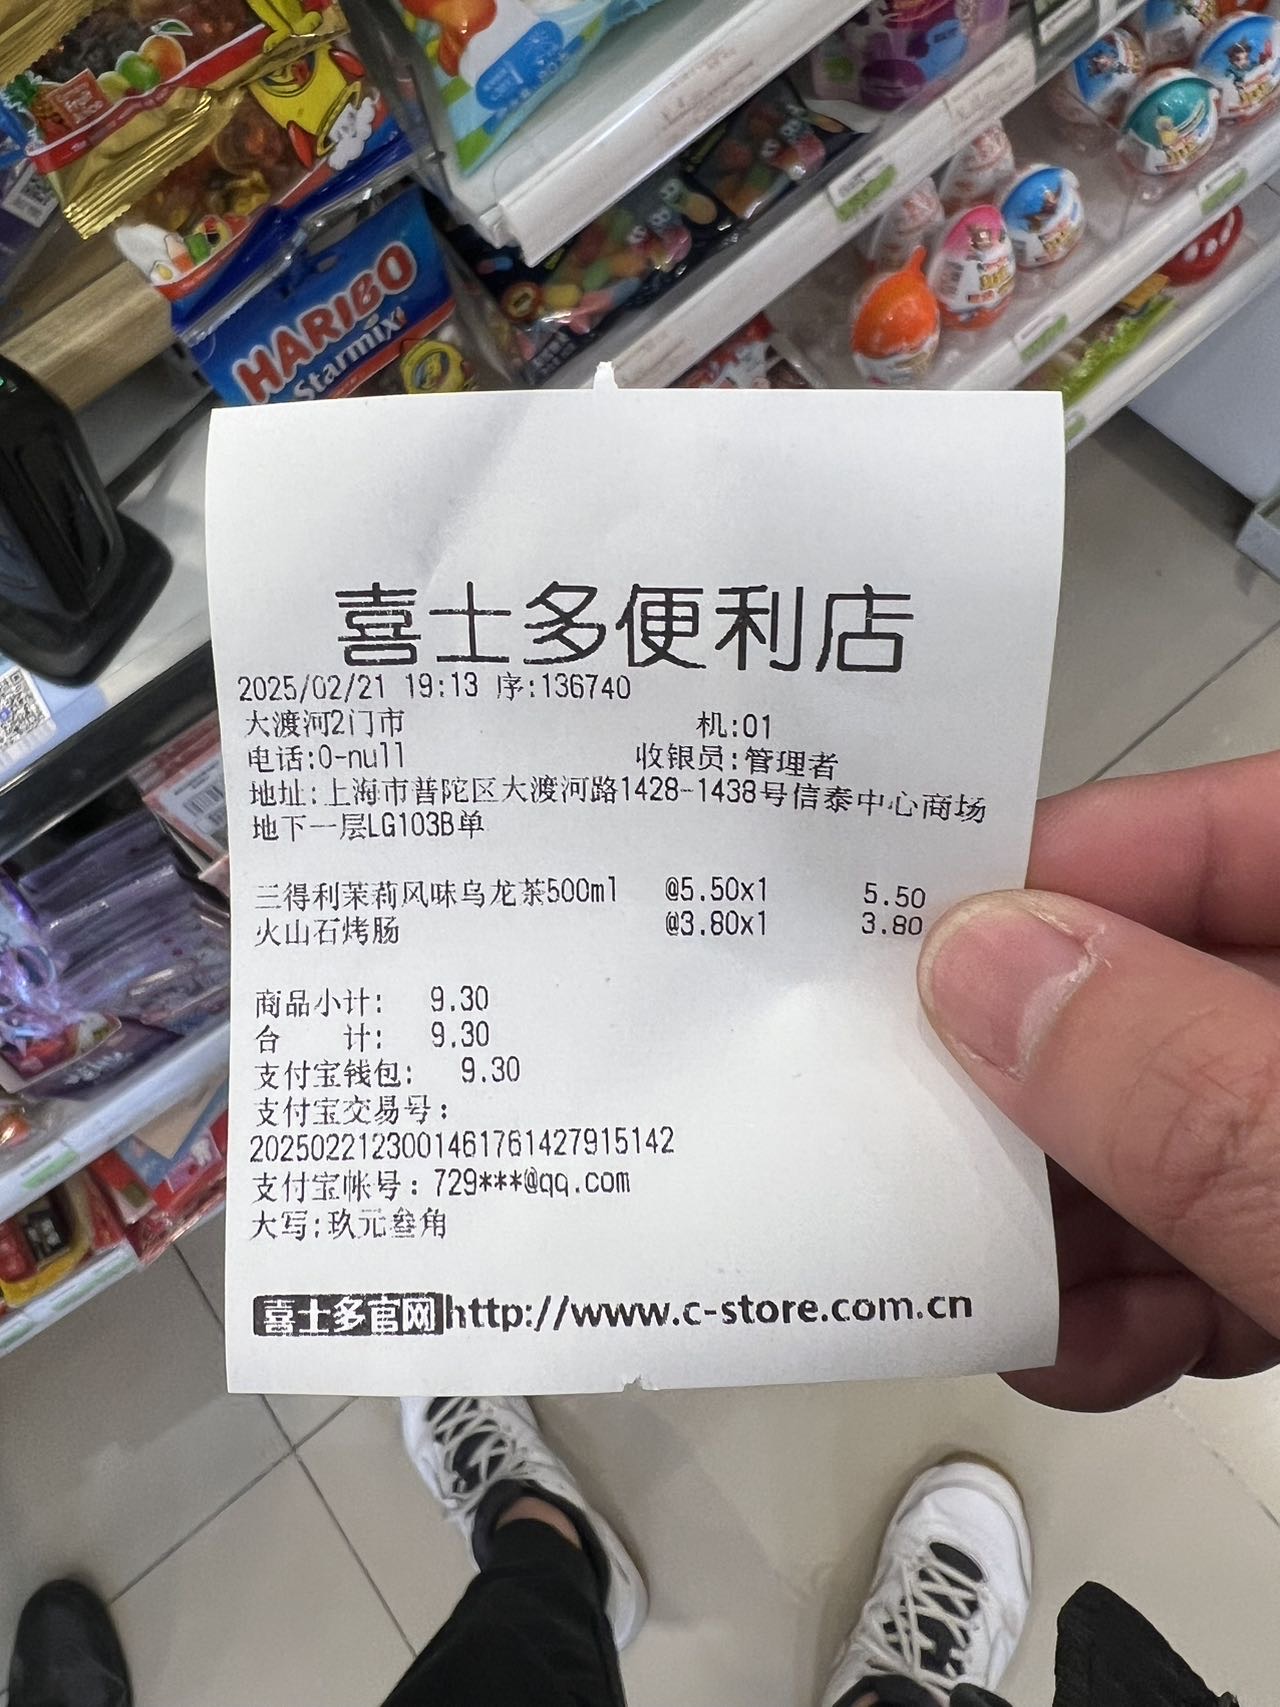 HARIBO
Starmix
喜士多便利店
2025/02/21 19:13 序:136740
大渡河2门市 机:01
电话:0-null 收银员:管理者
地址:上海市普陀区大渡河路1428-1438号信泰中心商场
地下一层LG103B单
三得利茉莉风味乌龙茶500ml @5.50x1 5.50
火山石烤肠 @3.80x1 3.80
商品小计: 9.30
合 计: 9.30
支付宝钱包: 9.30
支付宝交易号:
2025022123001461761427915142
支付宝帐号:729***@qq.com
大写:玖元叁角
喜士多官网http://www.c-store.com.cn